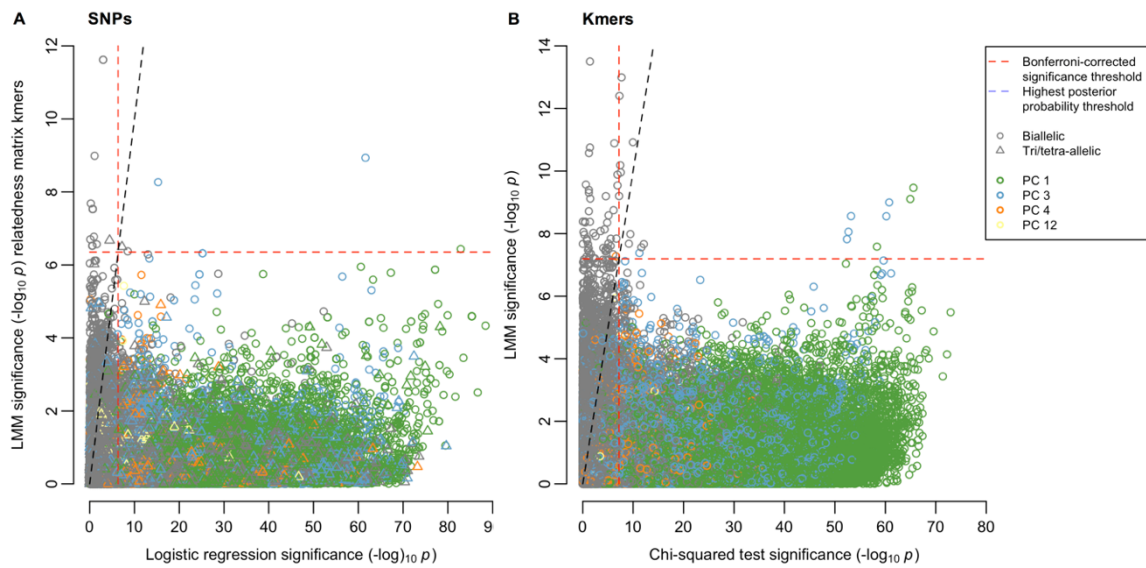 A SNPs
LMM significance (-log10 p) relatedness matrix kmers
12
10
8
6
4
2
0
0 10 20 30 40 50 60 70 80 9
Logistic regression significance (-log)10 p)
B Kmers
LMM significance (-log10 p)
14
12
10
8
6
4
2
0
0 10 20 30 40 50 60 70 80
Chi-squared test significance (-log10 p)
Bonferroni-corrected
significance threshold
Highest posterior
probability threshold
Biallelic
Tri/tetra-allelic
PC 1
PC 3
PC 4
PC 12